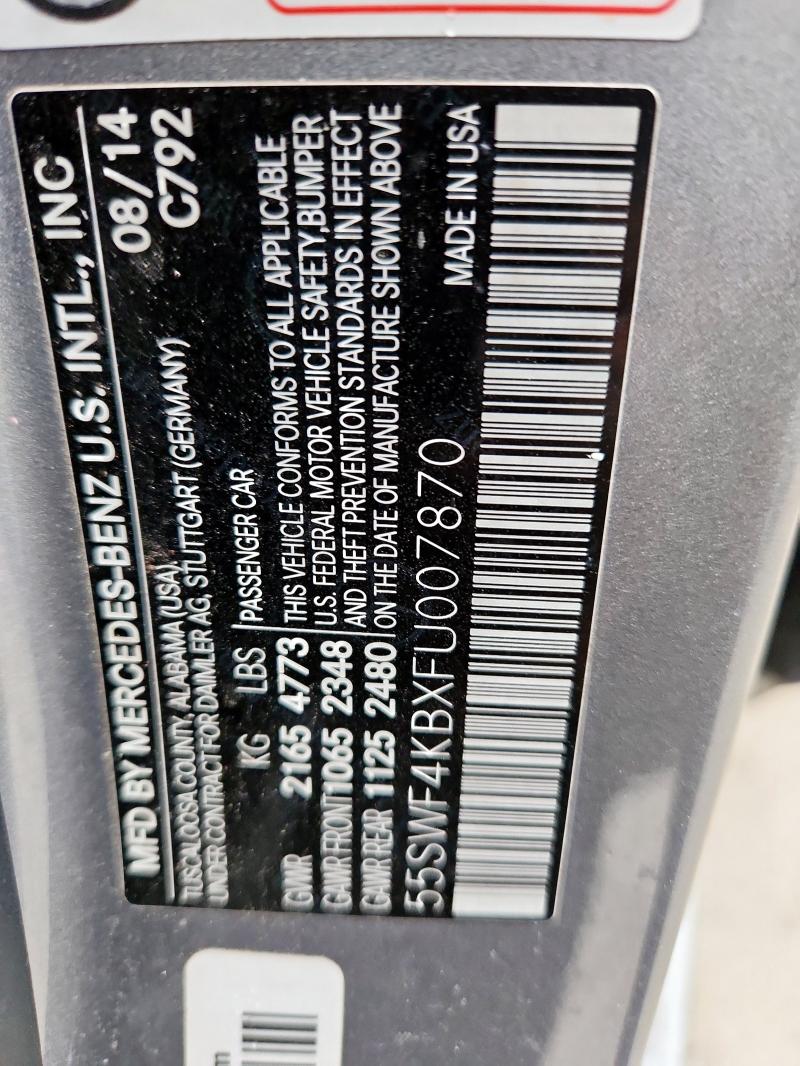 MFD BY MERCEDES-BENZ U.S. INTL., INC
TUSCALOOSA COUNTY, ALABAMA (USA)
08/14
UNDER CONTRACT FOR DAIMLER AG, STUTTGART (GERMANY)
C792
KG LBS PASSENGER CAR
GVWR 2165 4773 THIS VEHICLE CONFORMS TO ALL APPLICABLE
GAWR FRONT 1065 2348 U.S. FEDERAL MOTOR VEHICLE SAFETY, BUMPER
GAWR REAR 1125 2480 AND THEFT PREVENTION STANDARDS IN EFFECT
ON THE DATE OF MANUFACTURE SHOWN ABOVE
55SWF4KBXFU007870
MADE IN USA